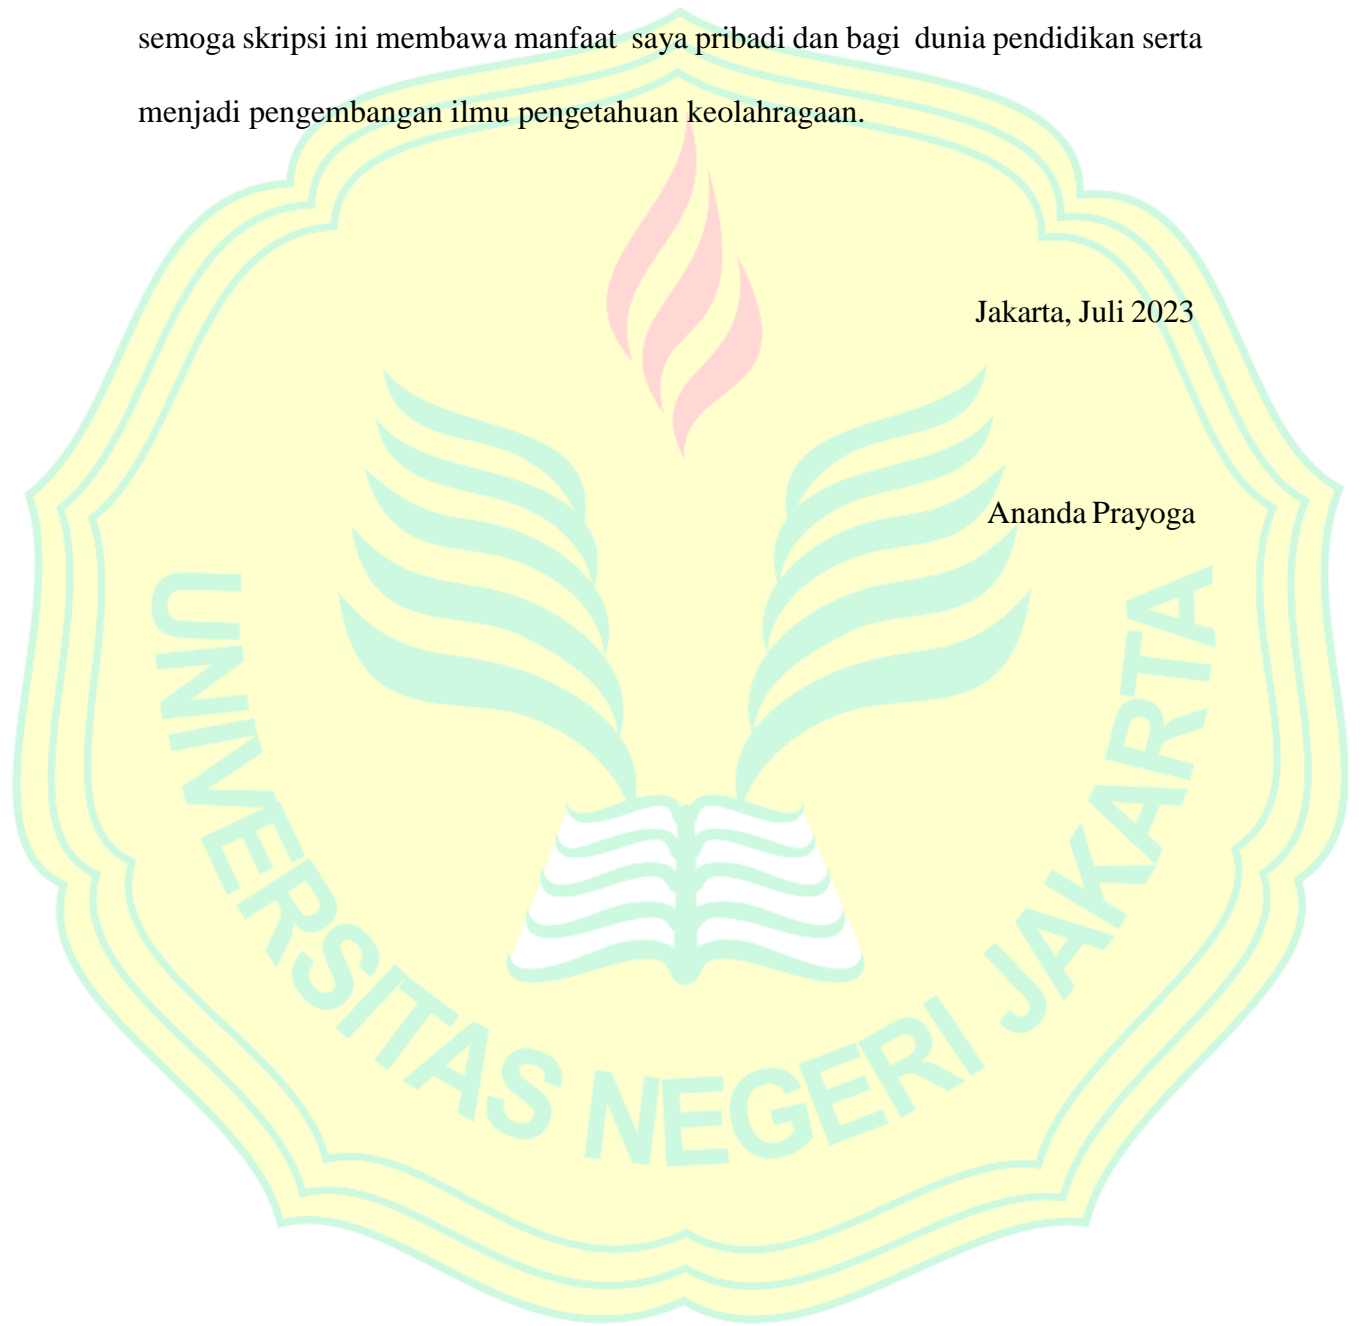 semoga skripsi ini membawa manfaat  saya pribadi dan bagi  dunia pendidikan serta
menjadi pengembangan ilmu pengetahuan keolahragaan.
Jakarta, Juli 2023
Ananda Prayoga
UNIVERSITAS NEGERI JAKARTA